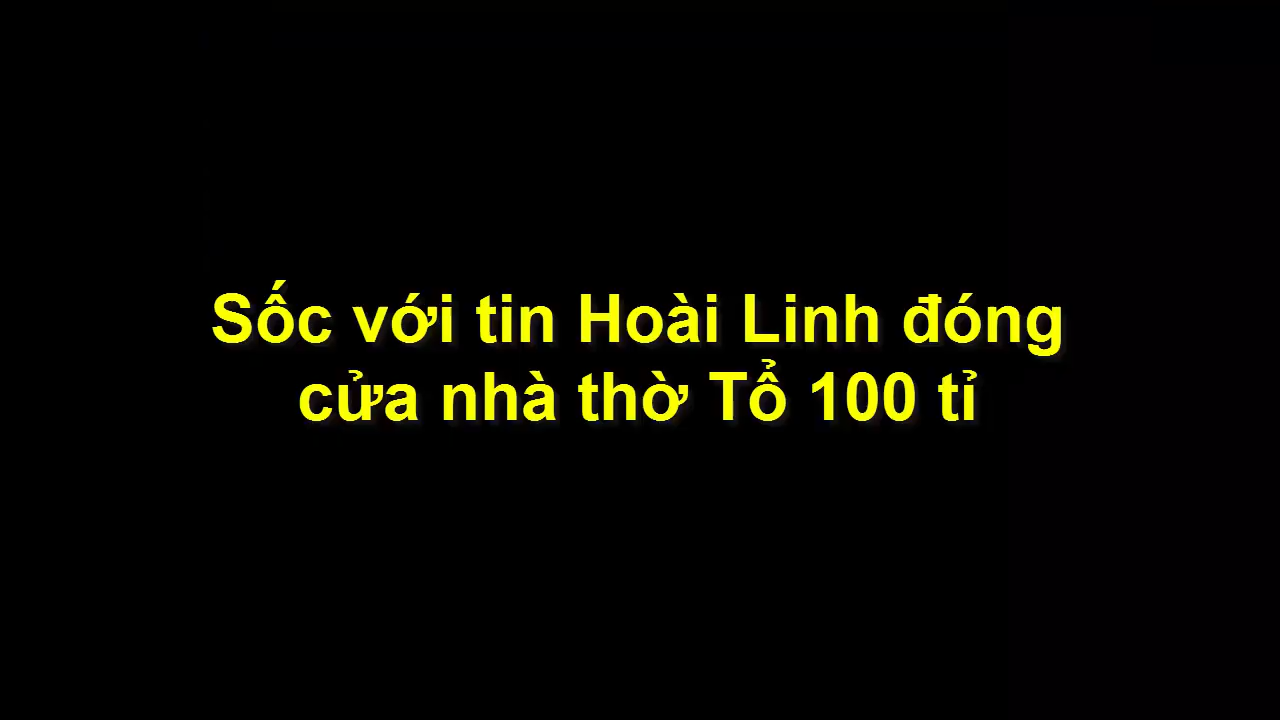 Sốc với tin Hoài Linh đóng
cửa nhà thờ Tổ 100 tỉ